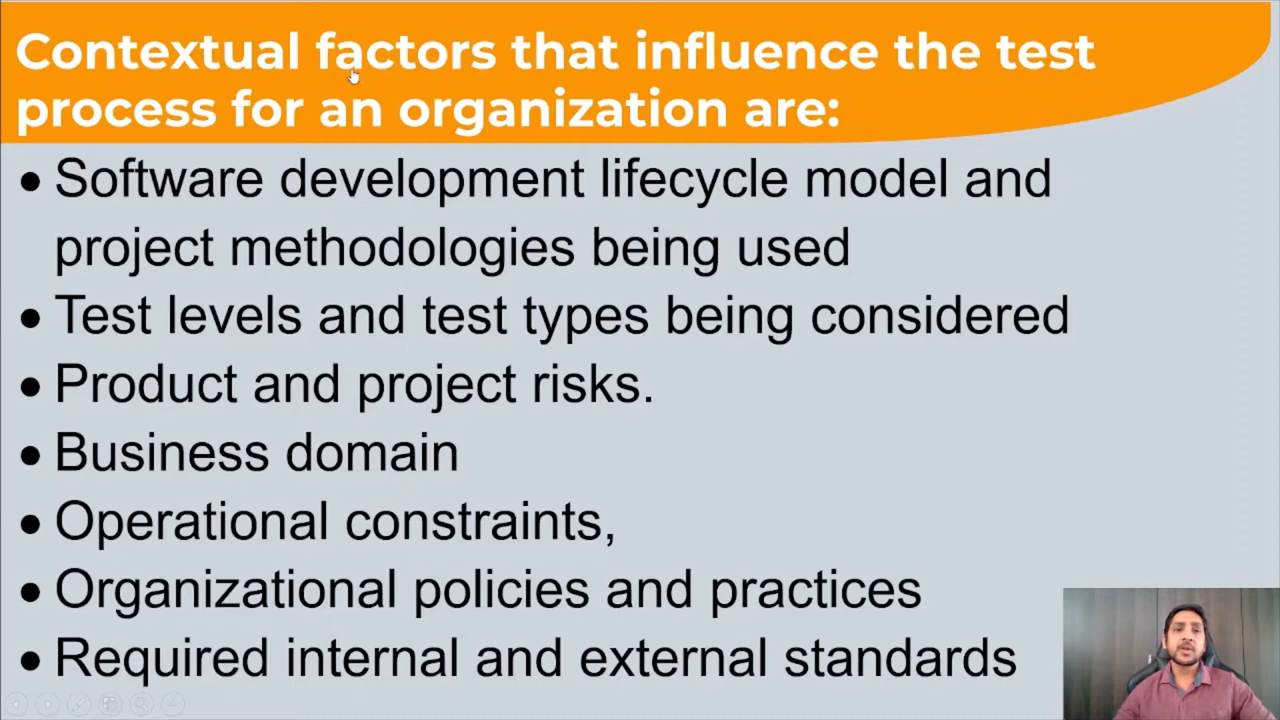 Contextual factors that influence the test
process for an organization are:
• Software development lifecycle model and
project methodologies being used
• Test levels and test types being considered
• Product and project risks.
• Business domain
• Operational constraints,
• Organizational policies and practices
• Required internal and external standards